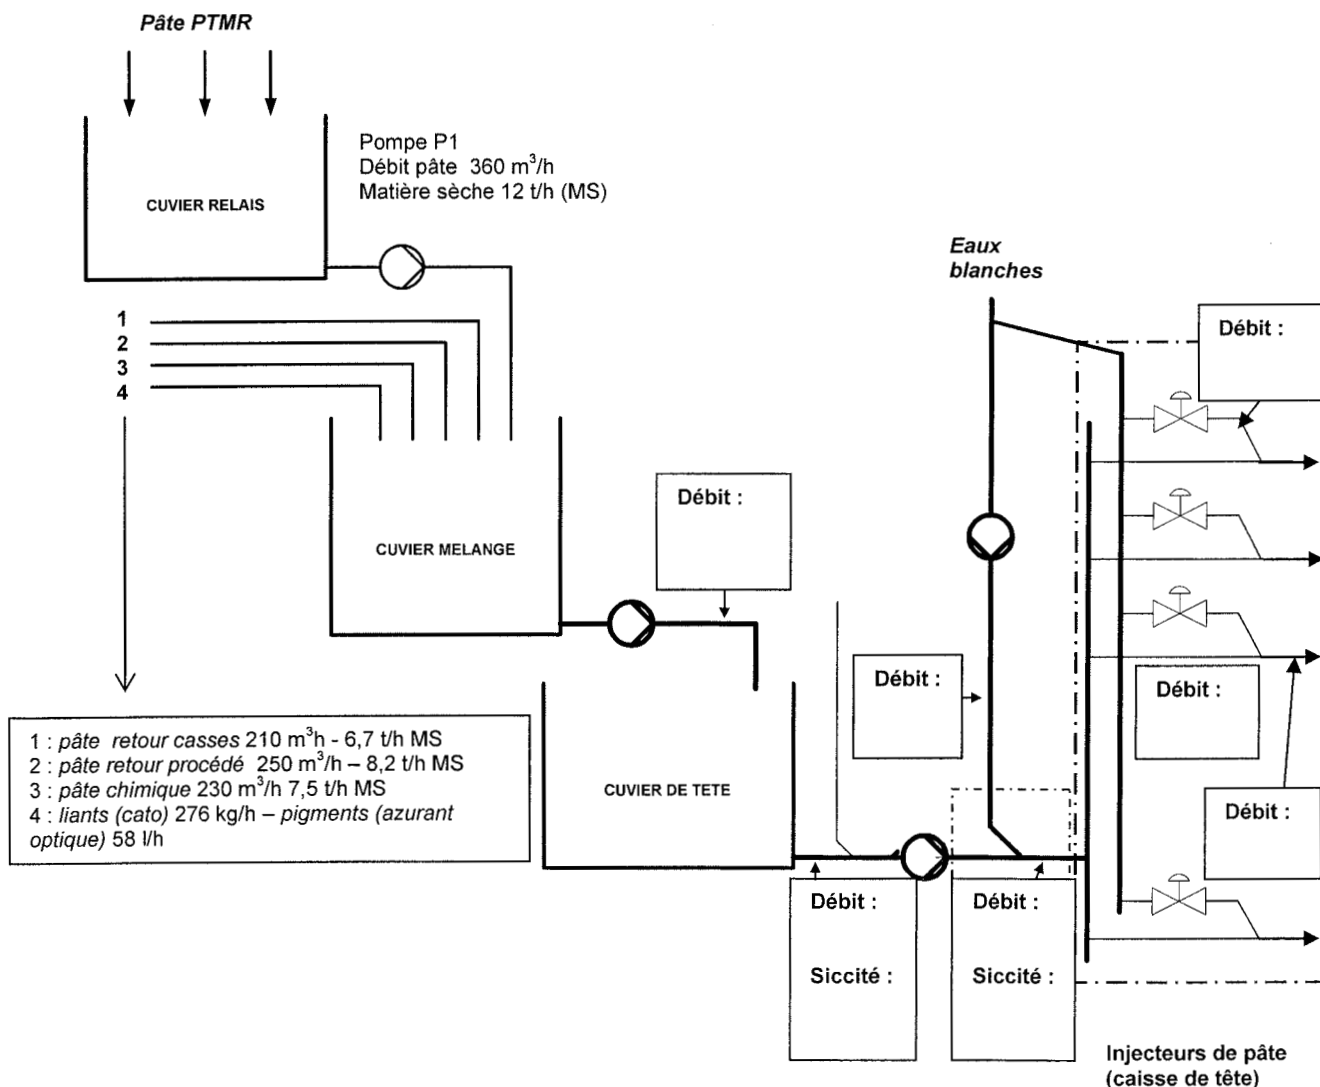 Pâte PTMR
Pompe P1
Débit pâte 360 m³/h
Matière sèche 12 t/h (MS)
CUVIER RELAIS
Eaux
blanches
1
2
3
4
Débit :
Débit :
CUVIER MELANGE
Débit :
Débit :
1 : pâte retour casses 210 m³h - 6,7 t/h MS
2 : pâte retour procédé 250 m³/h – 8,2 t/h MS
3 : pâte chimique 230 m³/h 7,5 t/h MS
4 : liants (cato) 276 kg/h – pigments (azurant
optique) 58 l/h
CUVIER DE TETE
Débit :
Débit :
Siccité :
Débit :
Siccité :
Injecteurs de pâte
(caisse de tête)